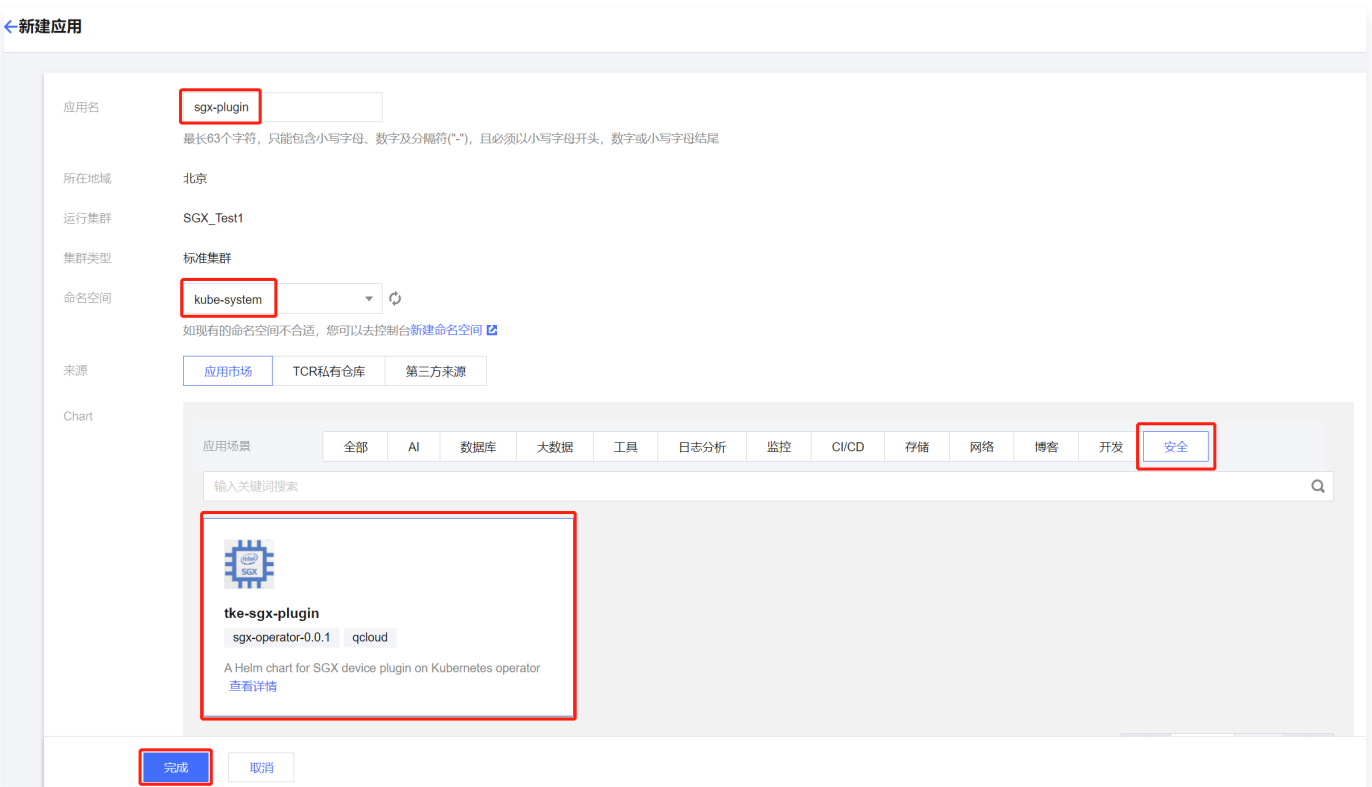 新建应用
应用名 sgx-plugin
最长63个字符，只能包含小写字母、数字及分隔符("-")，且必须以小写字母开头，数字或小写字母结尾
所在地域 北京
运行集群 SGX_Test1
集群类型 标准集群
命名空间 kube-system
如现有的命名空间不合适，您可以去控制台新建命名空间
来源 应用市场 TCR私有仓库 第三方来源
Chart
应用场景 全部 AI 数据库 大数据 工具 日志分析 监控 CI/CD 存储 网络 博客 开发 安全
输入关键词搜索
intel
SGX
tke-sgx-plugin
sgx-operator-0.0.1 qcloud
A Helm chart for SGX device plugin on Kubernetes operator
查看详情
完成 取消